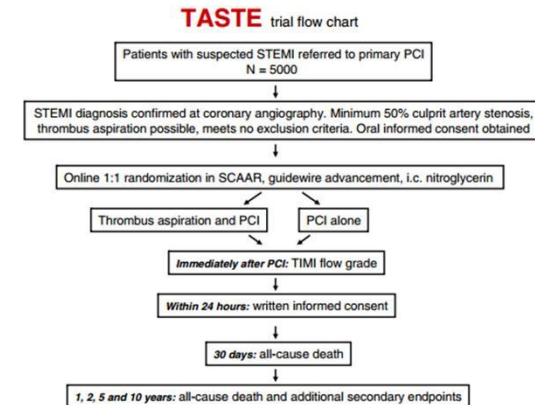 TASTE trial flow chart
Patients with suspected STEMI referred to primary PCI
N = 5000
STEMI diagnosis confirmed at coronary angiography. Minimum 50% culprit artery stenosis,
thrombus aspiration possible, meets no exclusion criteria. Oral informed consent obtained
Online 1:1 randomization in SCAAR, guidewire advancement, i.c. nitroglycerin
Thrombus aspiration and PCI
PCI alone
Immediately after PCI: TIMI flow grade
Within 24 hours: written informed consent
30 days: all-cause death
1, 2, 5 and 10 years: all-cause death and additional secondary endpoints